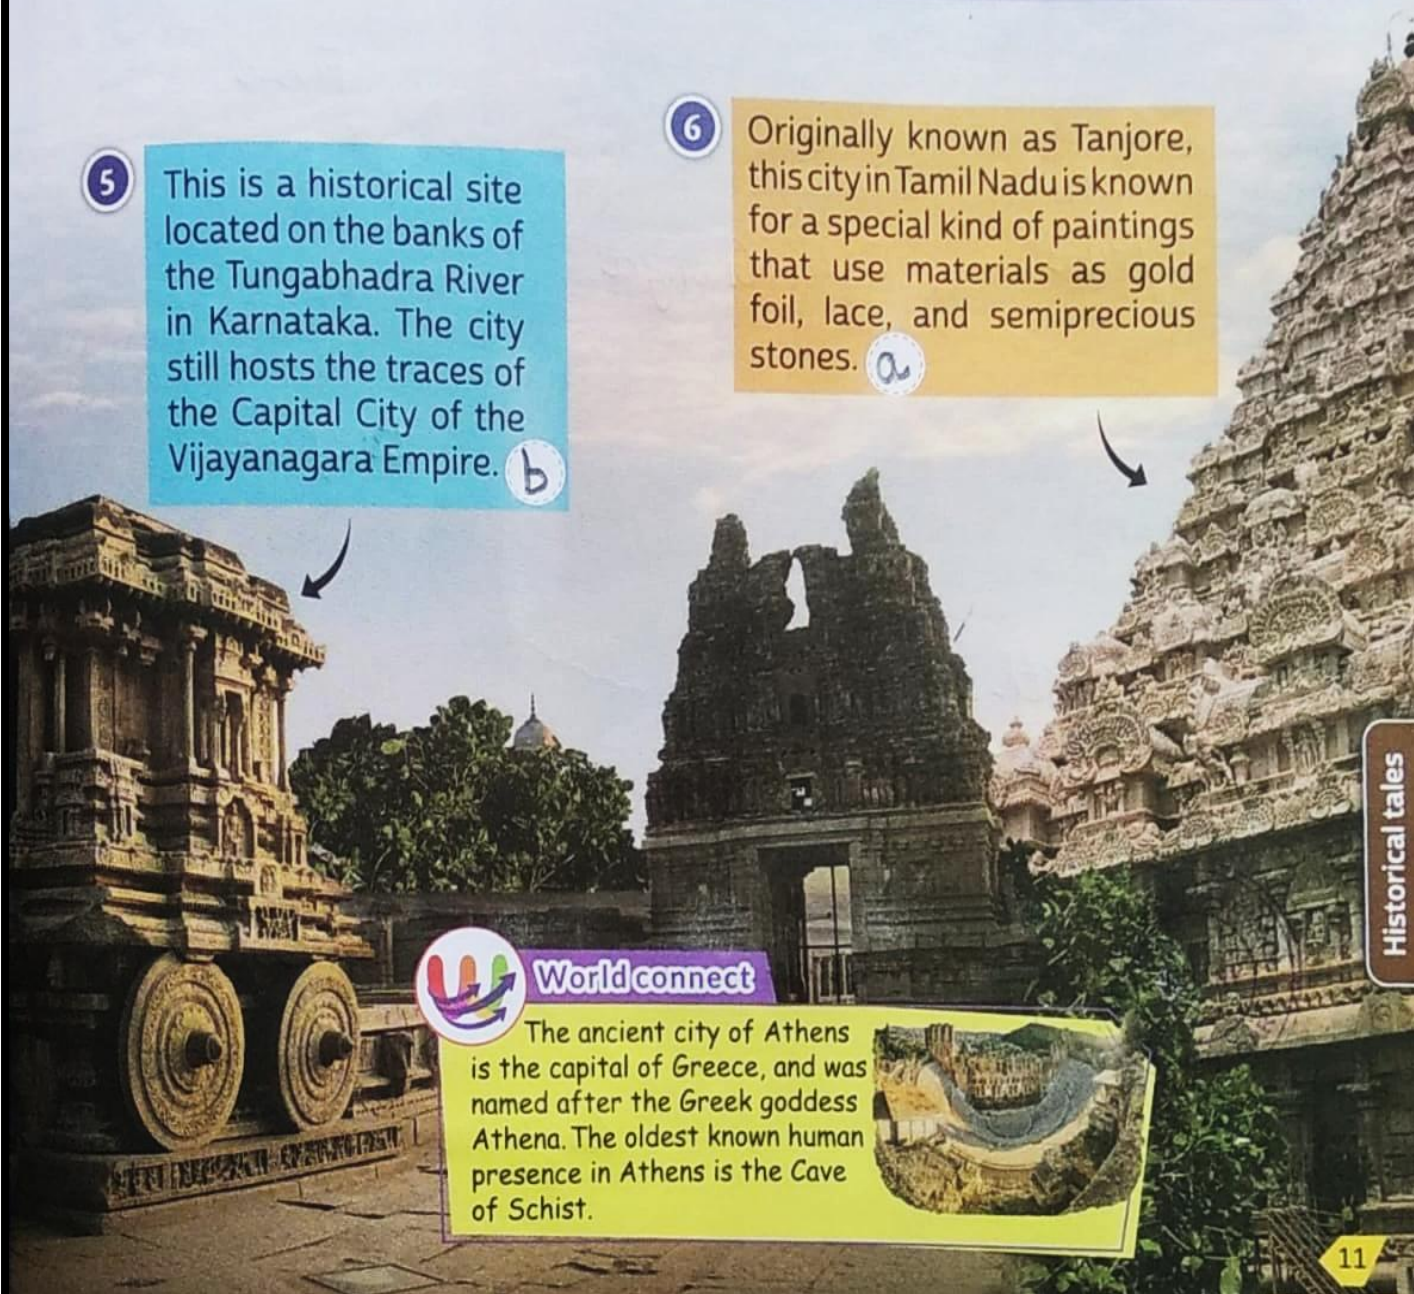 5
This is a historical site
located on the banks of
the Tungabhadra River
in Karnataka. The city
still hosts the traces of
the Capital City of the
Vijayanagara Empire. b
6
Originally known as Tanjore,
this city in Tamil Nadu is known
for a special kind of paintings
that use materials as gold
foil, lace, and semiprecious
stones. a
World connect
The ancient city of Athens
is the capital of Greece, and was
named after the Greek goddess
Athena. The oldest known human
presence in Athens is the Cave
of Schist.
Historical tales
11